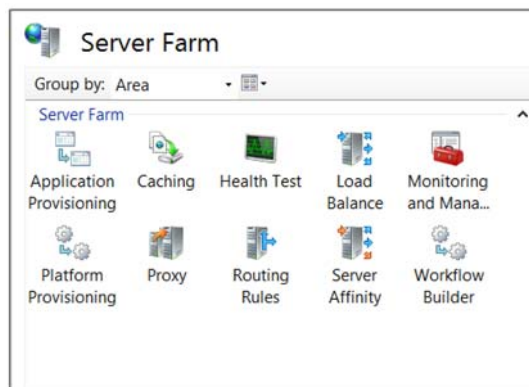 Server Farm
Group by: Area
Server Farm
Application Provisioning
Caching
Health Test
Load Balance
Monitoring and Mana...
Platform Provisioning
Proxy
Routing Rules
Server Affinity
Workflow Builder